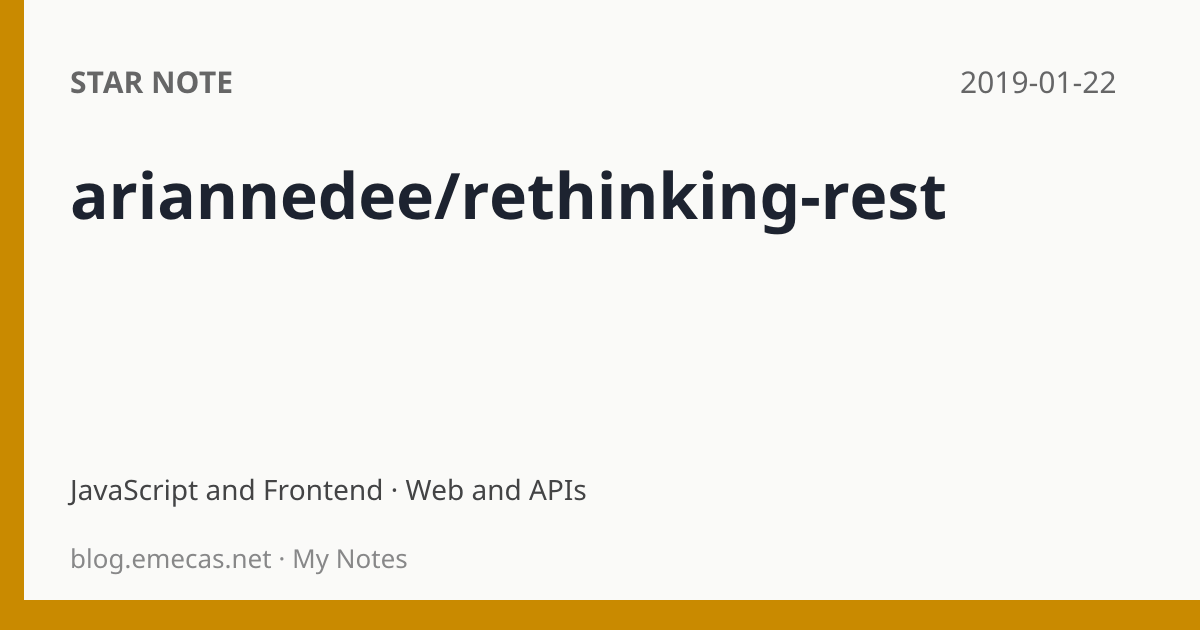 STAR NOTE
2019-01-22
ariannedee/rethinking-rest
JavaScript and Frontend · Web and APIs
blog.emecas.net · My Notes